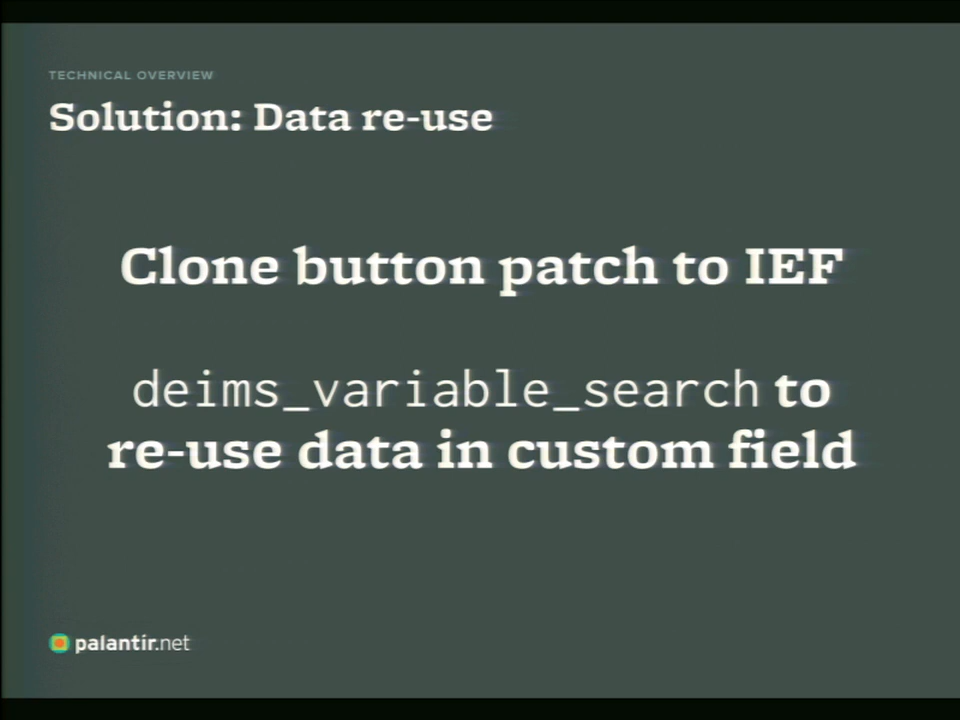 TECHNICAL OVERVIEW
Solution: Data re-use
Clone button patch to IEF
deims_variable_search to
re-use data in custom field
palantir.net